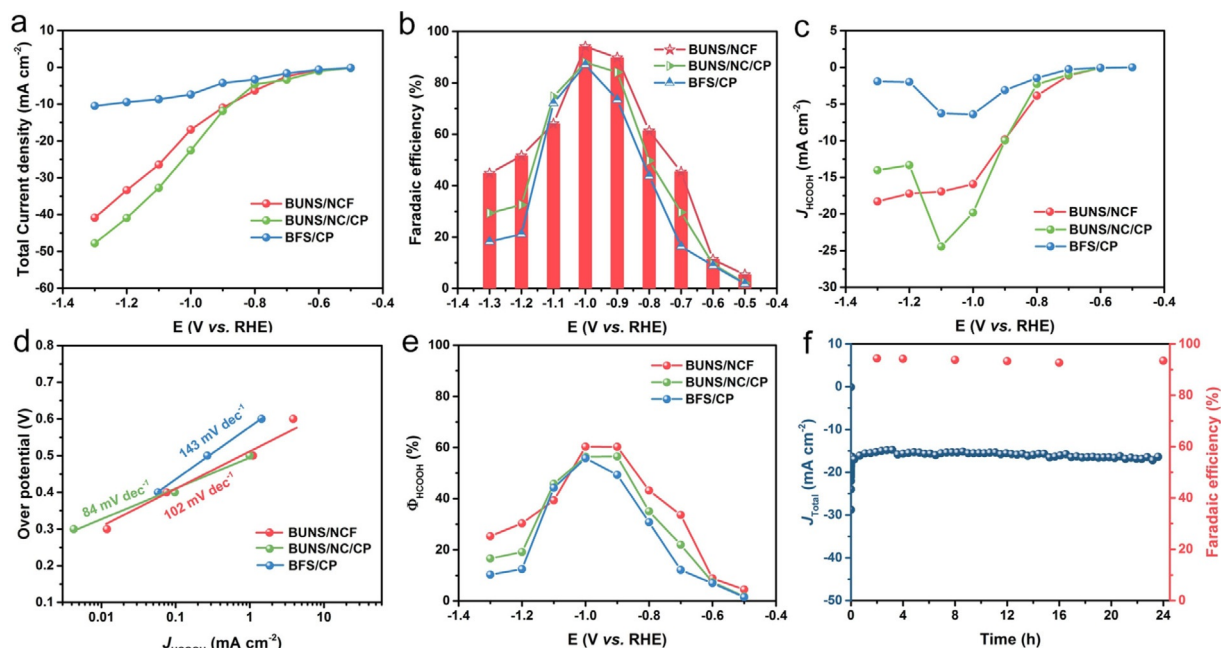 a
10
0
-10
-20
-30
-40
-50
-60
Total Current density (mA cm⁻²)
BUNS/NCF
BUNS/NC/CP
BFS/CP
-1.4 -1.2 -1.0 -0.8 -0.6 -0.4
E (V vs. RHE)
b
100
80
60
40
20
0
Faradaic efficiency (%)
BUNS/NCF
BUNS/NC/CP
BFS/CP
-1.3 -1.2 -1.1 -1.0 -0.9 -0.8 -0.7 -0.6 -0.5
E (V vs. RHE)
c
5
0
-5
-10
-15
-20
-25
-30
J_HCOOH (mA cm⁻²)
BUNS/NCF
BUNS/NC/CP
BFS/CP
-1.4 -1.2 -1.0 -0.8 -0.6 -0.4
E (V vs. RHE)
d
0.8
0.7
0.6
0.5
0.4
0.3
0.2
0.1
Over potential (V)
143 mV dec⁻¹
84 mV dec⁻¹
102 mV dec⁻¹
BUNS/NCF
BUNS/NC/CP
BFS/CP
0.01 0.1 1 10
J_HCOOH (mA cm⁻²)
e
100
80
60
40
20
0
Φ_HCOOH (%)
BUNS/NCF
BUNS/NC/CP
BFS/CP
-1.4 -1.2 -1.0 -0.8 -0.6 -0.4
E (V vs. RHE)
f
10
0
-10
-20
-30
-40
-50
J_Total (mA cm⁻²)
100
80
60
40
20
0
Faradaic efficiency (%)
0 4 8 12 16 20 24
Time (h)